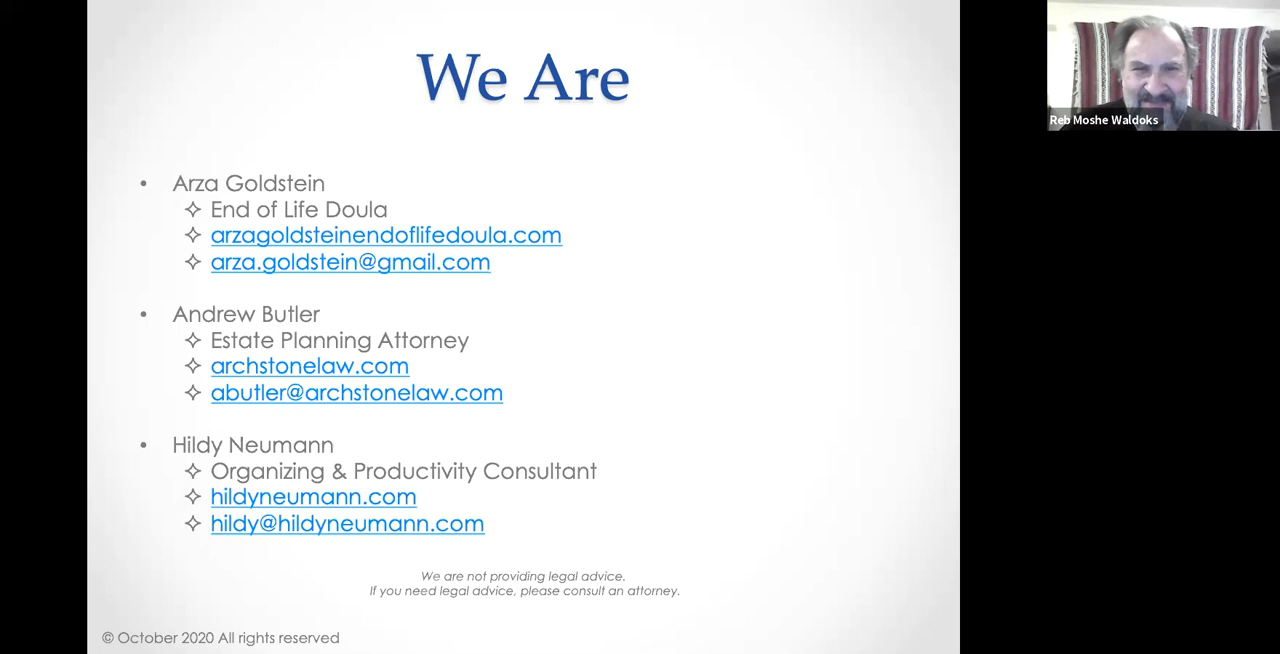 We Are
• Arza Goldstein
✧ End of Life Doula
✧ arzagoldsteinendoflifedoula.com
✧ arza.goldstein@gmail.com
• Andrew Butler
✧ Estate Planning Attorney
✧ archstonelaw.com
✧ abutler@archstonelaw.com
• Hildy Neumann
✧ Organizing & Productivity Consultant
✧ hildyneumann.com
✧ hildy@hildyneumann.com
We are not providing legal advice.
If you need legal advice, please consult an attorney.
© October 2020 All rights reserved
Reb Moshe Waldoks